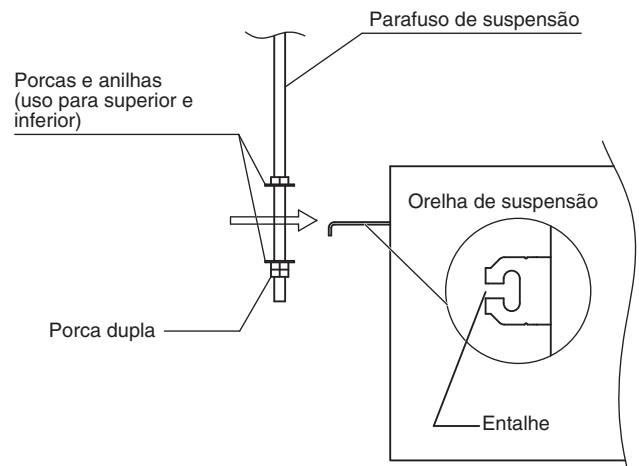 Parafuso de suspensão
Porcas e anilhas
(uso para superior e
inferior)
Orelha de suspensão
Porca dupla
Entalhe